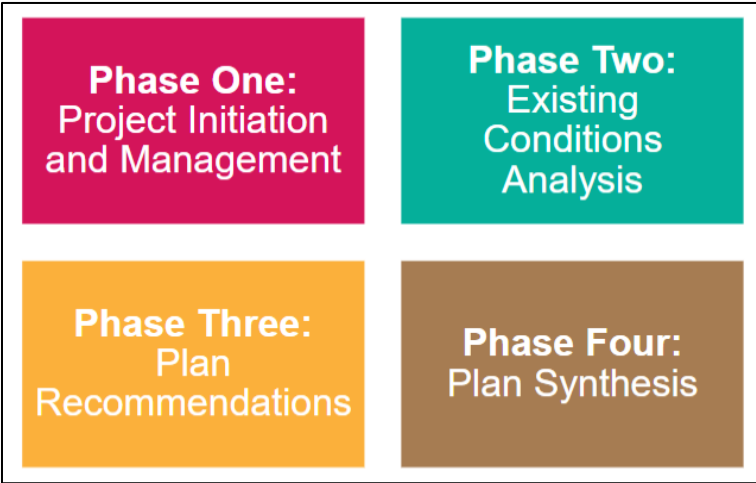 Phase One:
Project Initiation
and Management
Phase Two:
Existing
Conditions
Analysis
Phase Three:
Plan
Recommendations
Phase Four:
Plan Synthesis